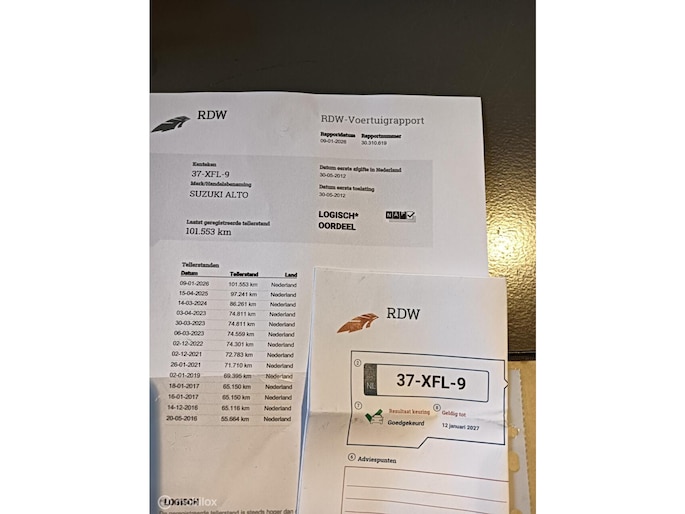 RDW
RDW-Voertuigrapport
Rapportdatum Rapportnummer
09-01-2026 30.310.619
Kenteken
37-XFL-9
Merk/Handelsbenaming
SUZUKI ALTO
Datum eerste afgifte in Nederland
30-05-2012
Datum eerste toelating
30-05-2012
Laatst geregistreerde tellerstand
101.553 km
LOGISCH*
OORDEEL
NAP
Tellerstanden
Datum Tellerstand Land
09-01-2026 101.553 km Nederland
15-04-2025 97.241 km Nederland
14-03-2024 86.261 km Nederland
03-04-2023 74.811 km Nederland
30-03-2023 74.811 km Nederland
06-03-2023 74.559 km Nederland
02-12-2022 74.301 km Nederland
02-12-2021 72.783 km Nederland
26-01-2021 71.710 km Nederland
02-01-2019 69.395 km Nederland
18-01-2017 65.150 km Nederland
16-01-2017 65.150 km Nederland
14-12-2016 65.118 km Nederland
20-05-2016 55.664 km Nederland
LOGISCH
RDW
2
NL
37-XFL-9
7 Resultaat keuring
Goedgekeurd
8 Geldig tot
12 januari 2027
Adviespunten